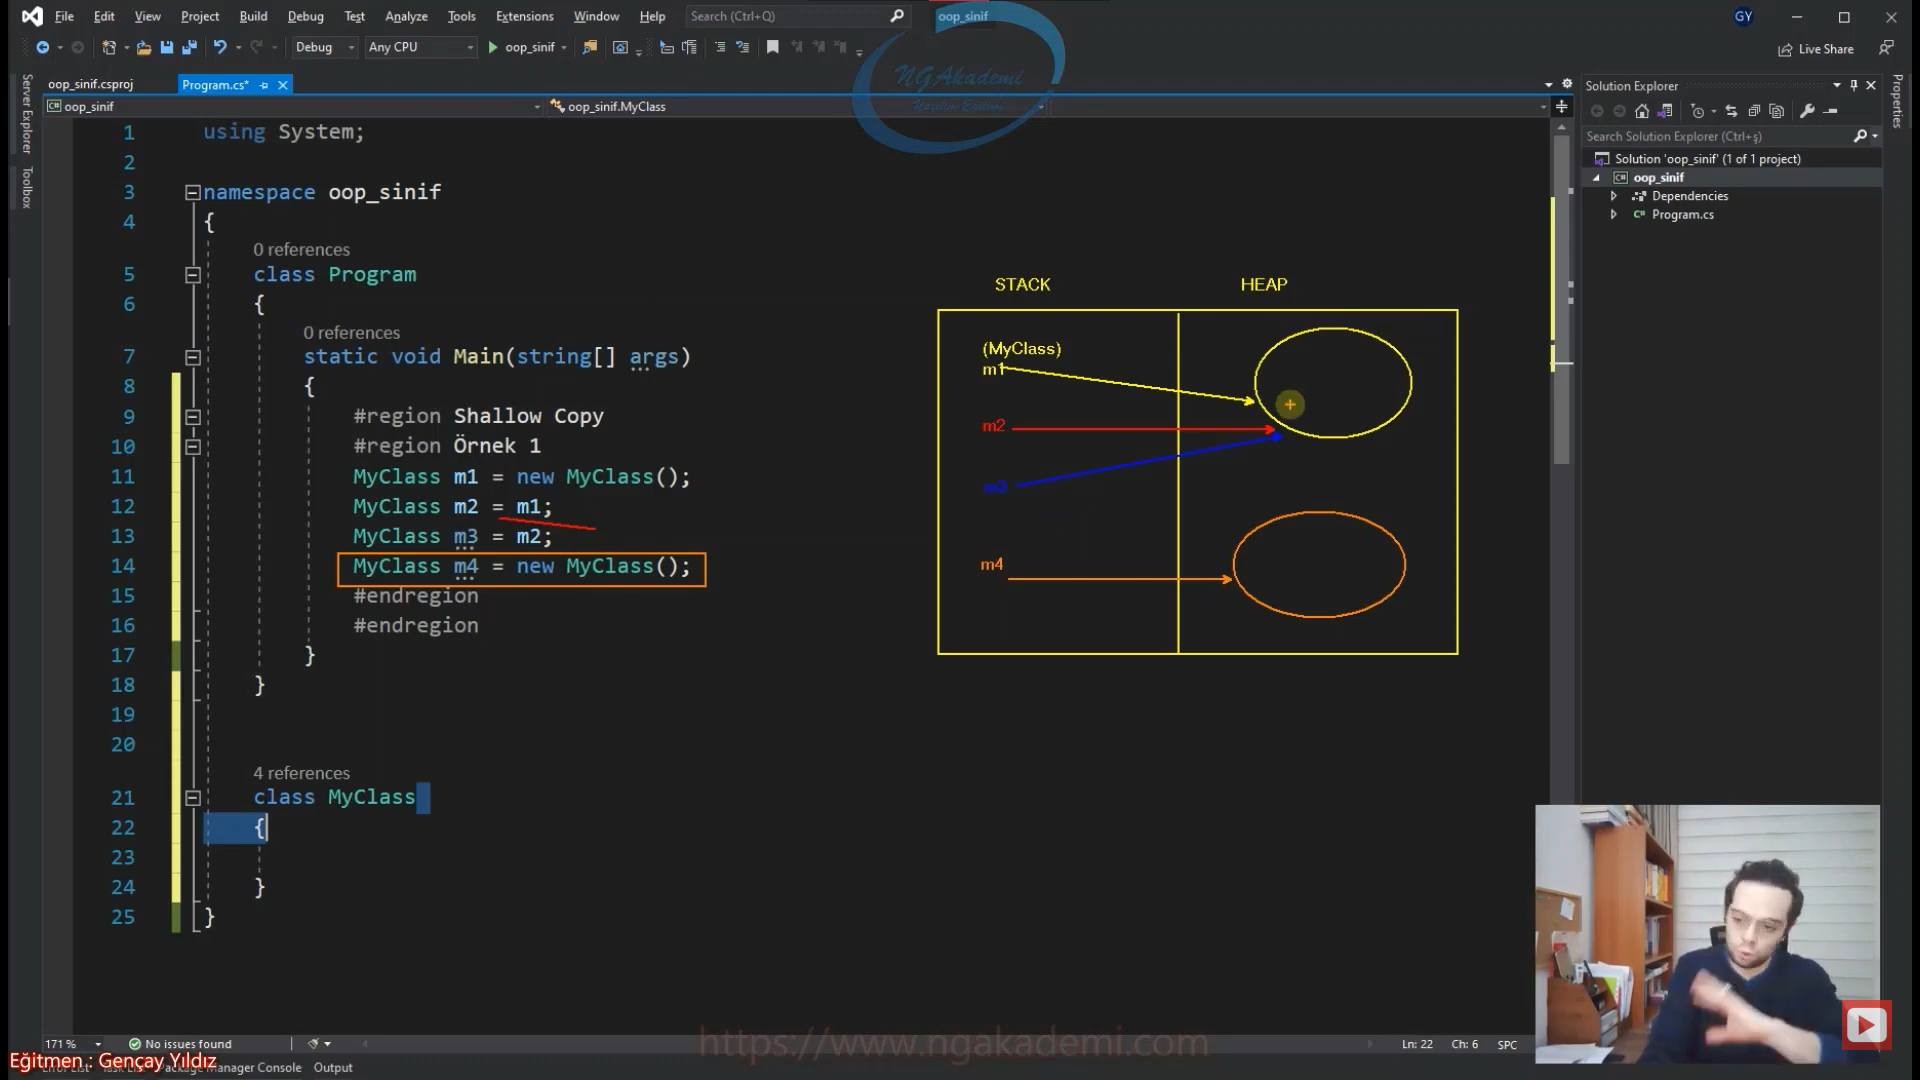 File Edit View Project Build Debug Test Analyze Tools Extensions Window Help Search (Ctrl+Q) oop_sinif GY
Debug Any CPU oop_sinif Live Share
Server Explorer
Toolbox
oop_sinif.csproj Program.cs*
oop_sinif oop_sinif.MyClass
NGAkademi
Yazılım Eğitimi
1 using System;
2
3 namespace oop_sinif
4 {
0 references
5 class Program
6 {
0 references
7 static void Main(string[] args)
8 {
9 #region Shallow Copy
10 #region Örnek 1
11 MyClass m1 = new MyClass();
12 MyClass m2 = m1;
13 MyClass m3 = m2;
14 MyClass m4 = new MyClass();
15 #endregion
16 #endregion
17 }
18 }
19
20
4 references
21 class MyClass
22 {
23
24 }
25 }
STACK HEAP
(MyClass)
m1
m2
m3
m4
Solution Explorer
Search Solution Explorer (Ctrl+ş)
Solution 'oop_sinif' (1 of 1 project)
oop_sinif
Dependencies
Program.cs
Properties
171 % No issues found Ln: 22 Ch: 6 SPC
https://www.ngakademi.com
Eğitmen : Gençay Yıldız
Package Manager Console Output